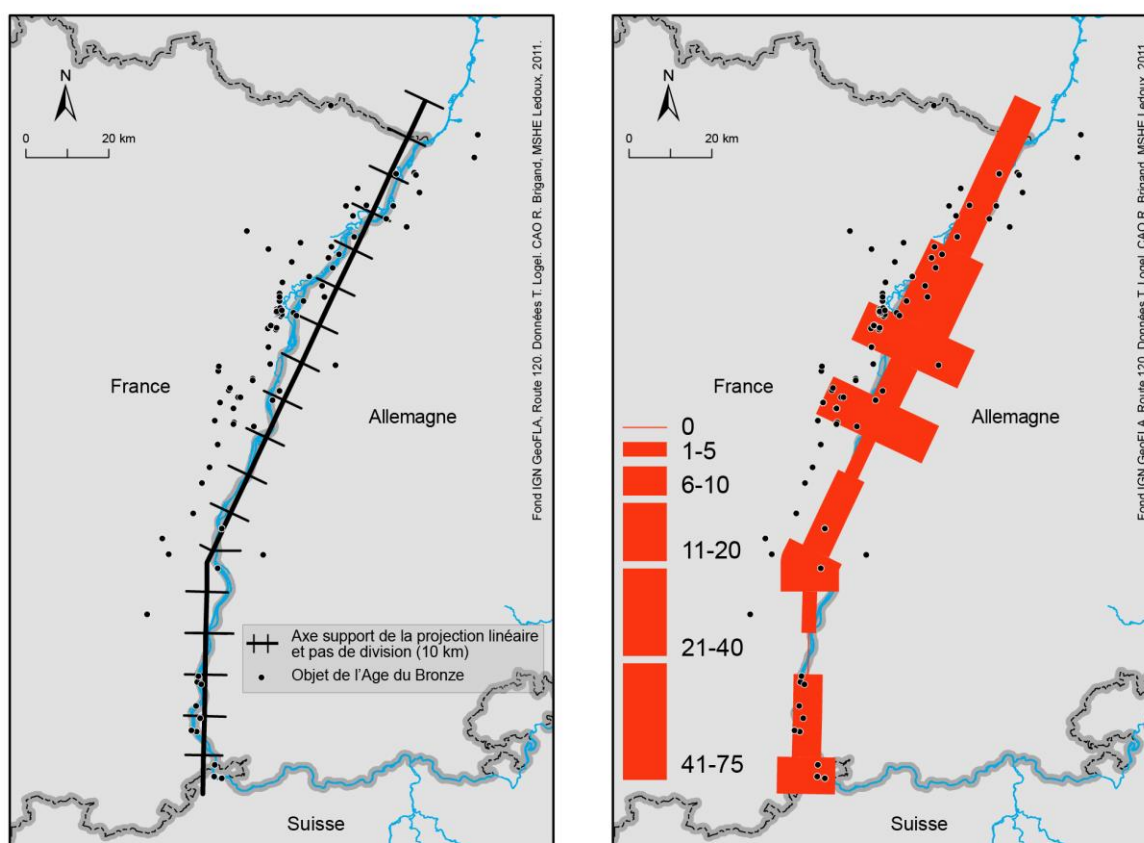 N
0 20 km
France
Allemagne
Axe support de la projection linéaire
et pas de division (10 km)
Objet de l'Age du Bronze
Suisse
Fond IGN GeoFLA, Route 120. Données T. Logel. CAO R. Brigand, MSHE Ledoux, 2011.
N
0 20 km
France
Allemagne
0
1-5
6-10
11-20
21-40
41-75
Suisse
Fond IGN GeoFLA, Route 120. Données T. Logel. CAO R. Brigand, MSHE Ledoux, 2011.